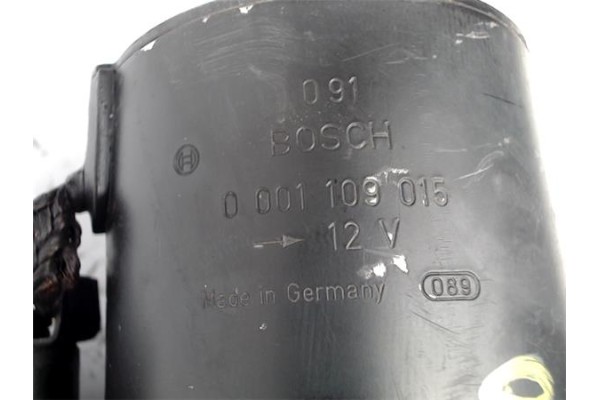 0 91
BOSCH
0 001 109 015
→ 12 V
Made in Germany 089